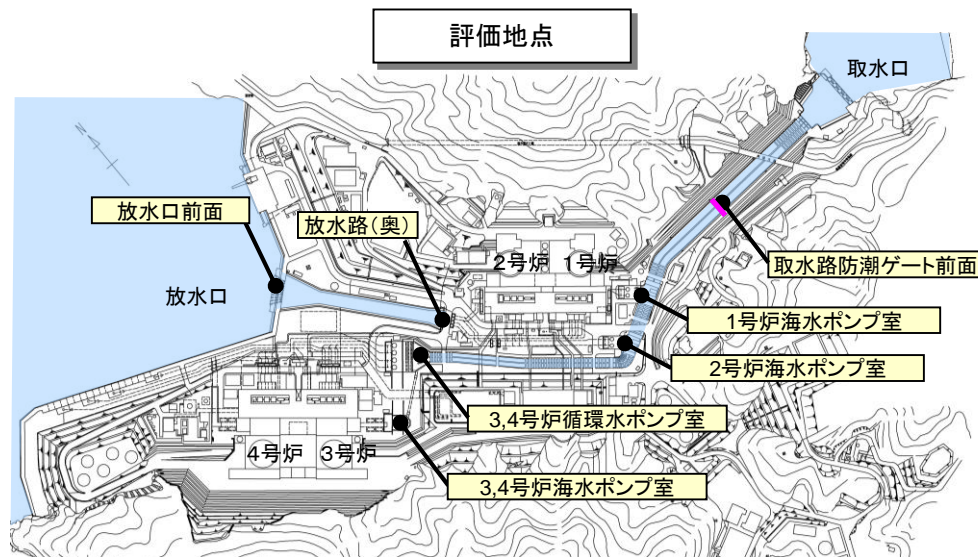 評価地点
取水口
N
放水口前面
放水路(奥)
2号炉
1号炉
取水路防潮ゲート前面
放水口
1号炉海水ポンプ室
2号炉海水ポンプ室
3,4号炉循環水ポンプ室
4号炉
3号炉
3,4号炉海水ポンプ室